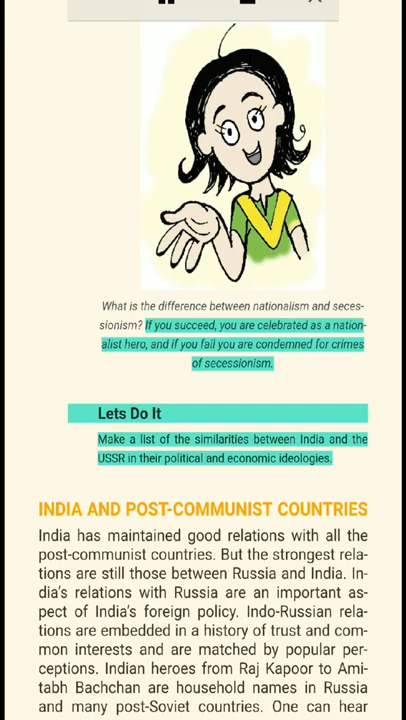 What is the difference between nationalism and seces-
sionism? If you succeed, you are celebrated as a nation-
alist hero, and if you fail you are condemned for crimes
of secessionism.
Lets Do It
Make a list of the similarities between India and the
USSR in their political and economic ideologies.
INDIA AND POST-COMMUNIST COUNTRIES
India has maintained good relations with all the
post-communist countries. But the strongest rela-
tions are still those between Russia and India. In-
dia's relations with Russia are an important as-
pect of India's foreign policy. Indo-Russian rela-
tions are embedded in a history of trust and com-
mon interests and are matched by popular per-
ceptions. Indian heroes from Raj Kapoor to Ami-
tabh Bachchan are household names in Russia
and many post-Soviet countries. One can hear